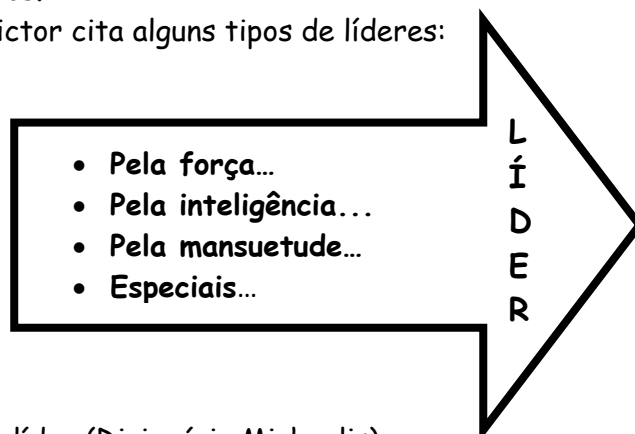 ictor cita alguns tipos de líderes:
• Pela força…
• Pela inteligência...
• Pela mansuetude…
• Especiais…
L
Í
D
E
R